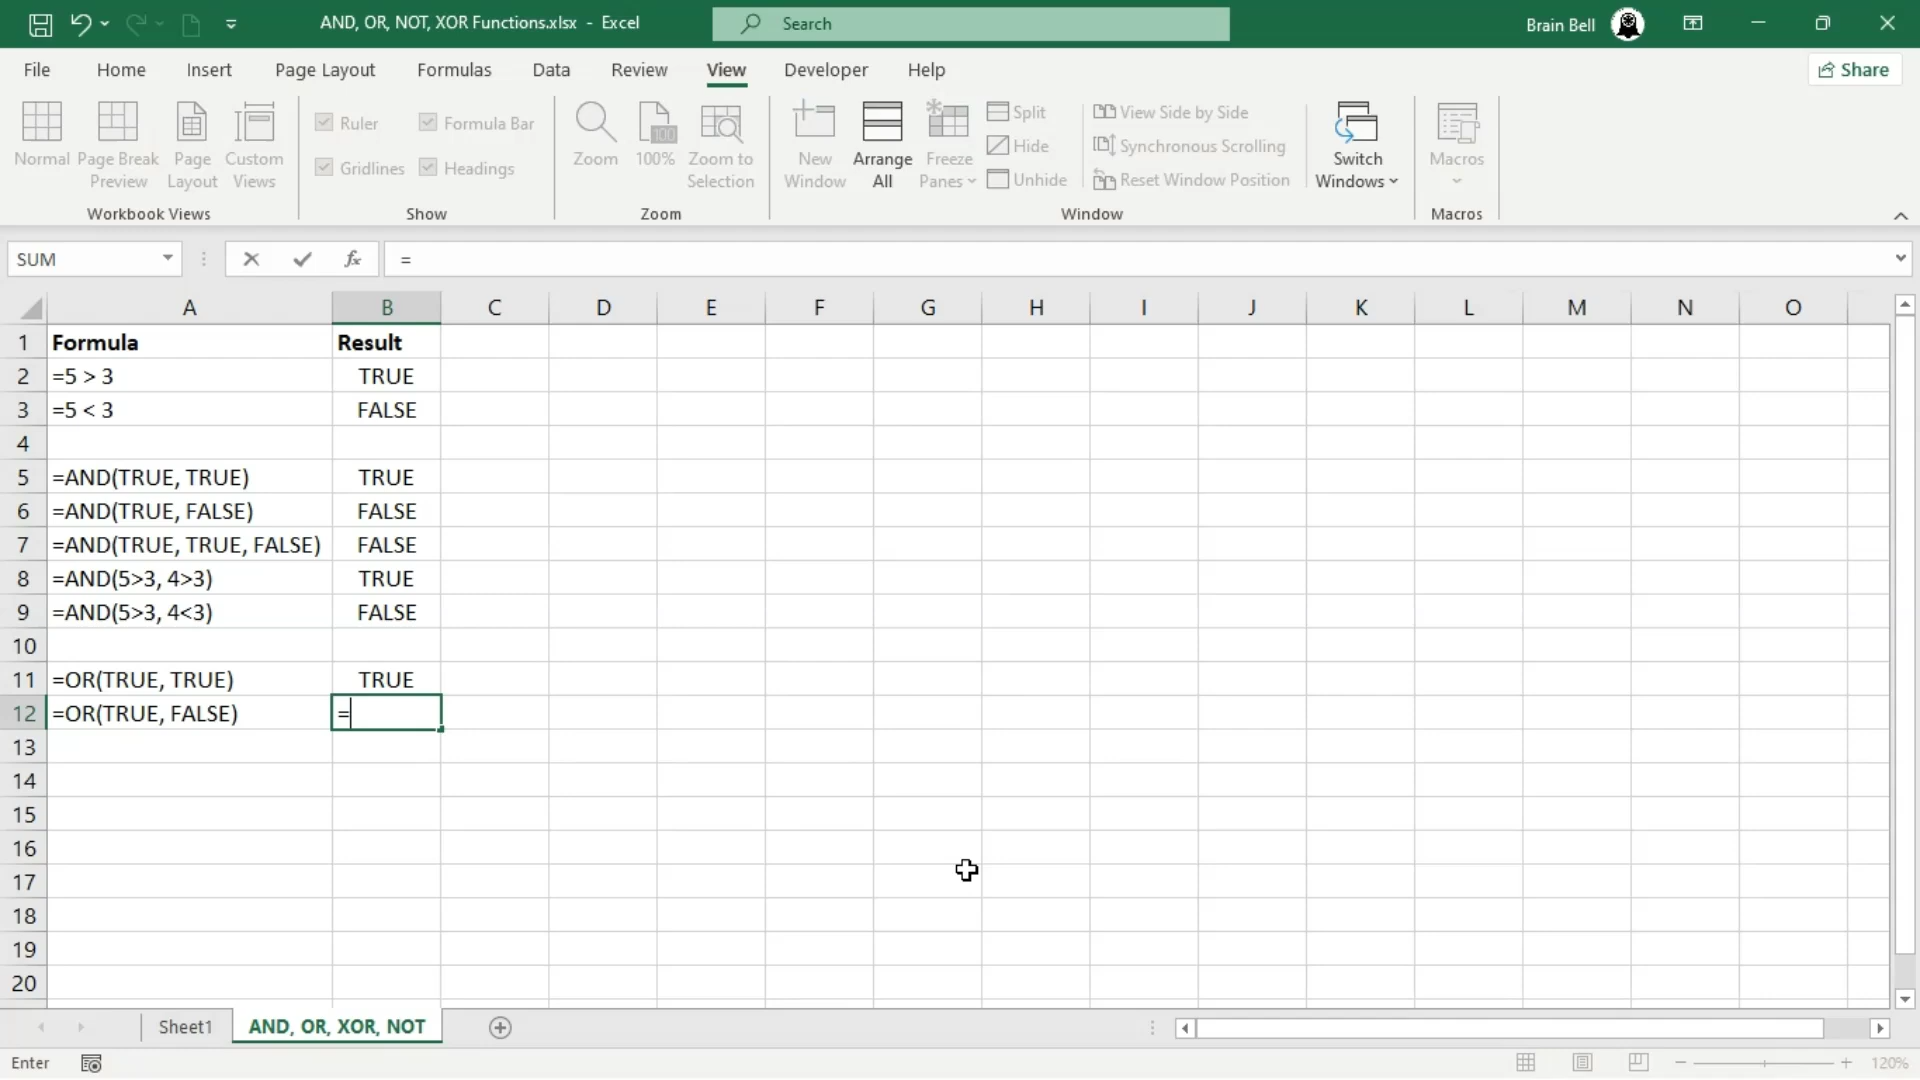 AND, OR, NOT, XOR Functions.xlsx - Excel
Search
Brain Bell
File Home Insert Page Layout Formulas Data Review View Developer Help
Share
Normal
Page Break Preview
Page Layout
Custom Views
Workbook Views
Ruler
Formula Bar
Gridlines
Headings
Show
Zoom
100
100%
Zoom to Selection
Zoom
New Window
Arrange All
Freeze Panes
Split
Hide
Unhide
View Side by Side
Synchronous Scrolling
Reset Window Position
Switch Windows
Window
Macros
Macros
SUM
fx
=
A B C D E F G H I J K L M N O
1 Formula Result
2 =5 > 3 TRUE
3 =5 < 3 FALSE
4
5 =AND(TRUE, TRUE) TRUE
6 =AND(TRUE, FALSE) FALSE
7 =AND(TRUE, TRUE, FALSE) FALSE
8 =AND(5>3, 4>3) TRUE
9 =AND(5>3, 4<3) FALSE
10
11 =OR(TRUE, TRUE) TRUE
12 =OR(TRUE, FALSE) =
13
14
15
16
17
18
19
20
Sheet1 AND, OR, XOR, NOT
Enter
120%